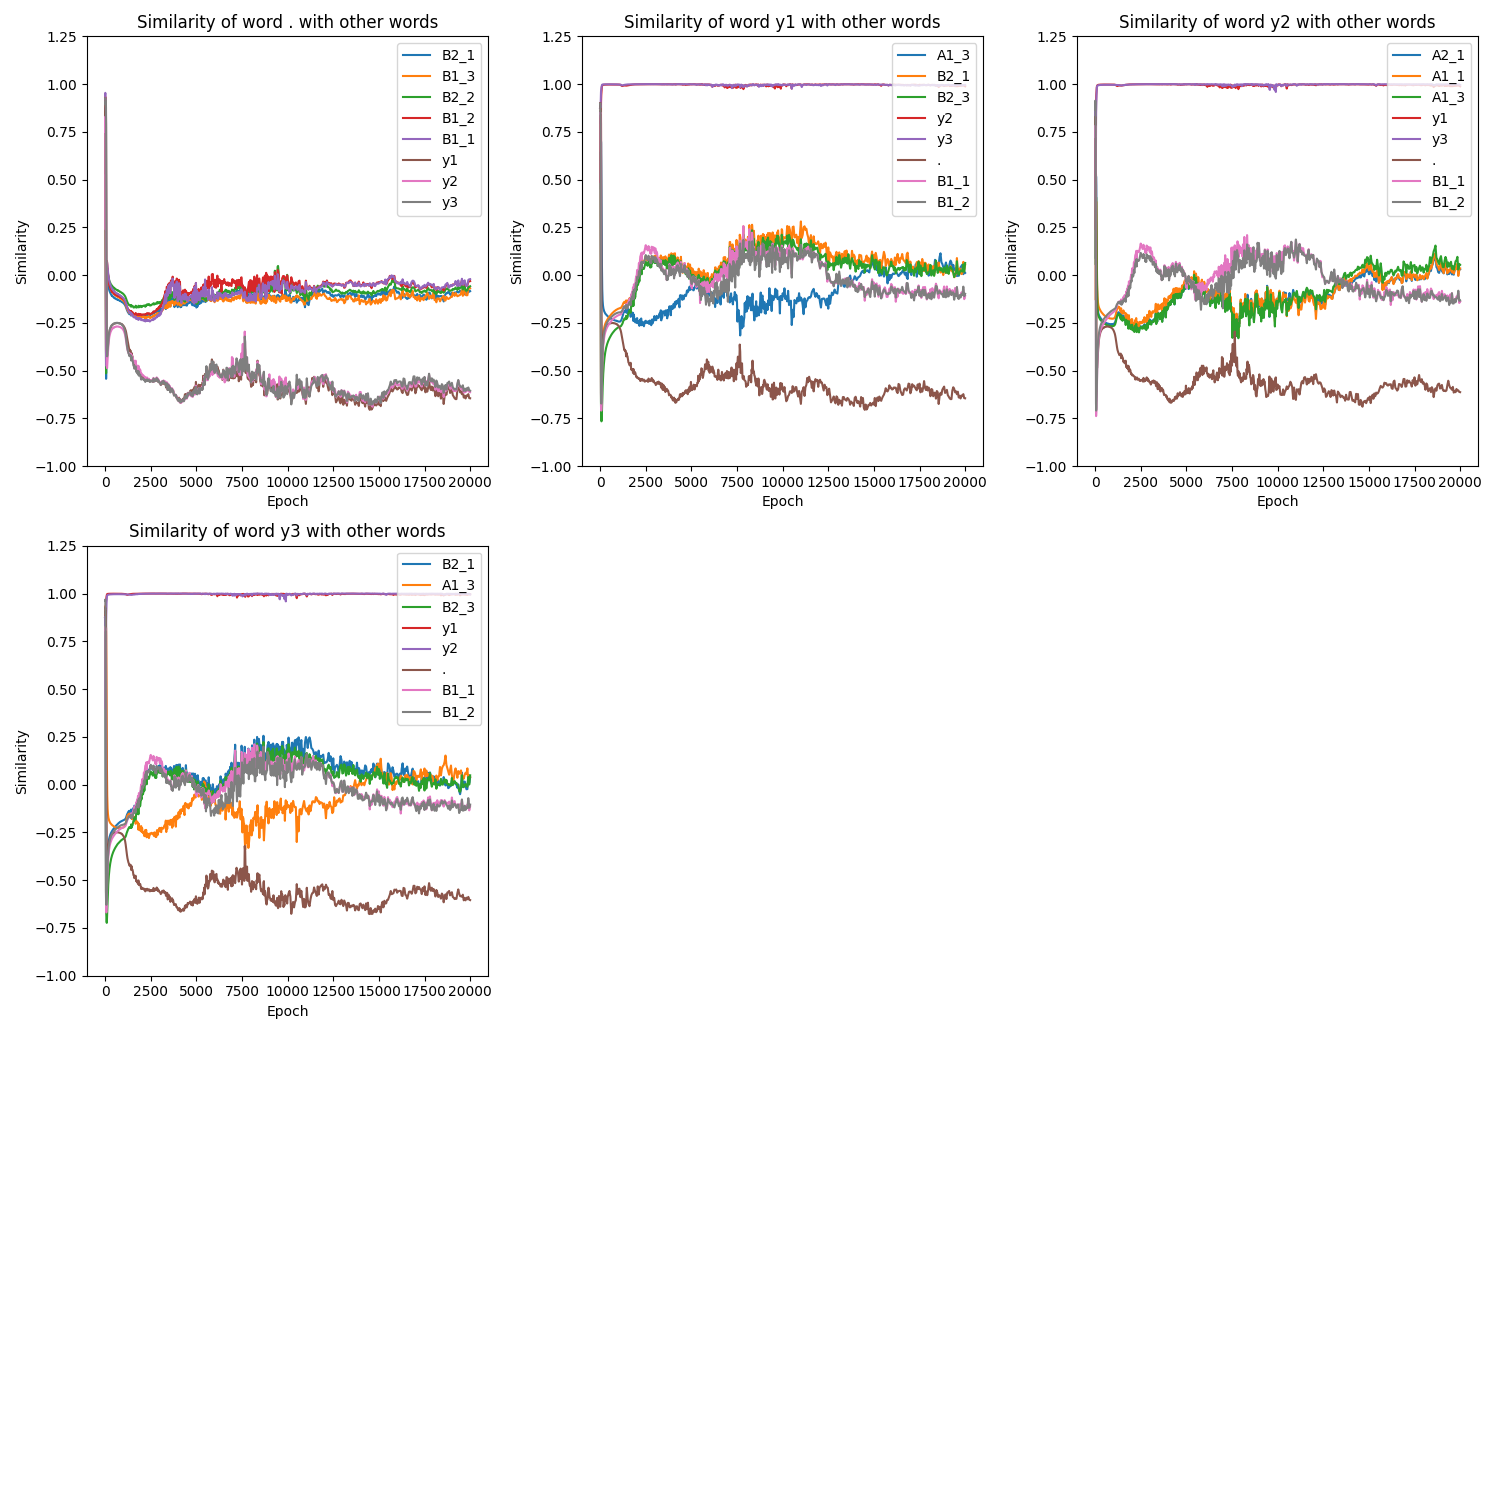 Similarity of word . with other words
Similarity
1.25
1.00
0.75
0.50
0.25
0.00
−0.25
−0.50
−0.75
−1.00
B2_1
B1_3
B2_2
B1_2
B1_1
y1
y2
y3
0 2500 5000 7500 10000 12500 15000 17500 20000
Epoch
Similarity of word y1 with other words
Similarity
1.25
1.00
0.75
0.50
0.25
0.00
−0.25
−0.50
−0.75
−1.00
A1_3
B2_1
B2_3
y2
y3
.
B1_1
B1_2
0 2500 5000 7500 10000 12500 15000 17500 20000
Epoch
Similarity of word y2 with other words
Similarity
1.25
1.00
0.75
0.50
0.25
0.00
−0.25
−0.50
−0.75
−1.00
A2_1
A1_1
A1_3
y1
y3
.
B1_1
B1_2
0 2500 5000 7500 10000 12500 15000 17500 20000
Epoch
Similarity of word y3 with other words
Similarity
1.25
1.00
0.75
0.50
0.25
0.00
−0.25
−0.50
−0.75
−1.00
B2_1
A1_3
B2_3
y1
y2
.
B1_1
B1_2
0 2500 5000 7500 10000 12500 15000 17500 20000
Epoch